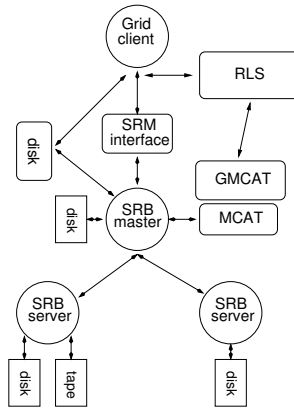 Grid
client
RLS
SRM
interface
disk
GMCAT
disk
SRB
master
MCAT
SRB
server
SRB
server
disk
tape
disk